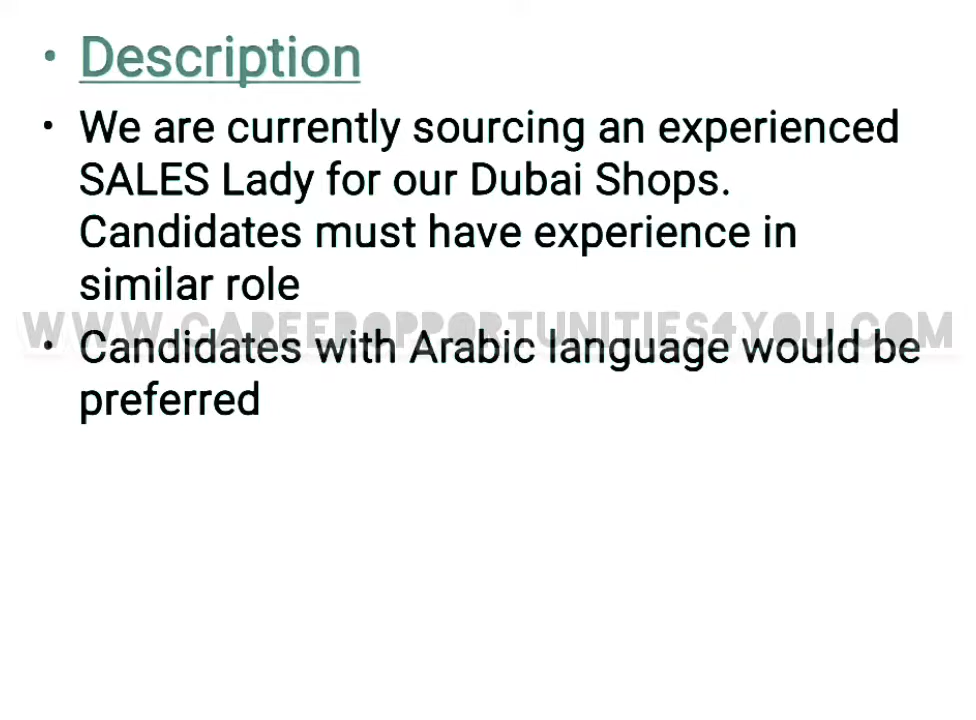 • Description
• We are currently sourcing an experienced
SALES Lady for our Dubai Shops.
Candidates must have experience in
similar role
WWW.CAREEROPPORTUNITIES4YOU.COM
• Candidates with Arabic language would be
preferred